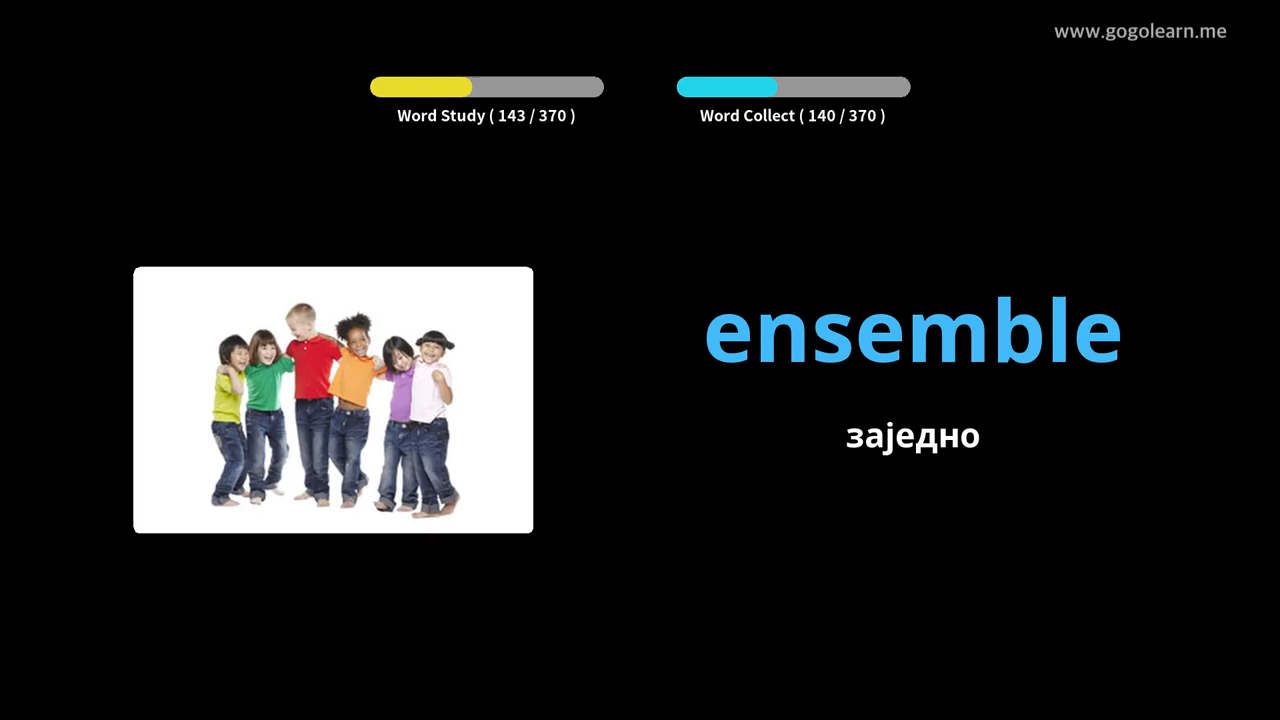 www.gogolearn.me
Word Study ( 143 / 370 )
Word Collect ( 140 / 370 )
ensemble
заједно